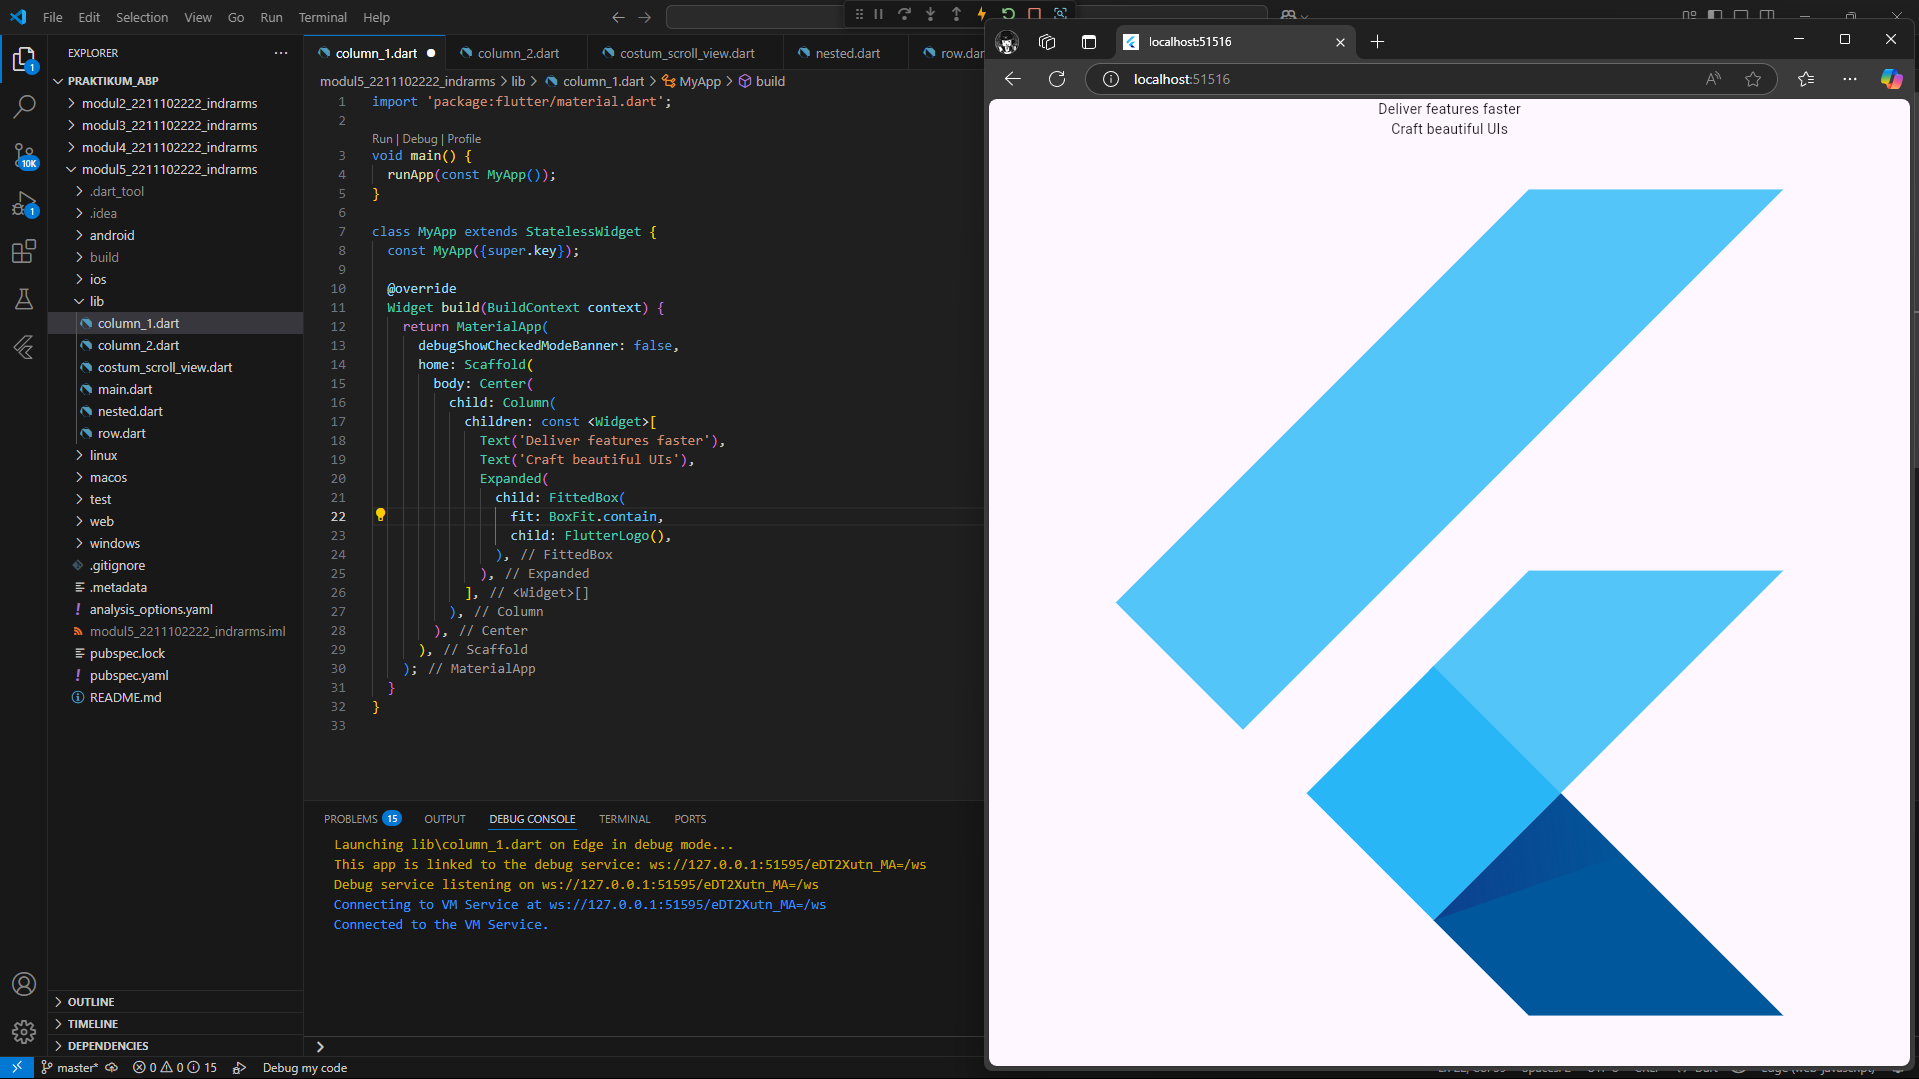 File Edit Selection View Go Run Terminal Help
EXPLORER
PRAKTIKUM_ABP
modul2_2211102222_indrarms
modul3_2211102222_indrarms
modul4_2211102222_indrarms
modul5_2211102222_indrarms
.dart_tool
.idea
android
build
ios
lib
column_1.dart
column_2.dart
costum_scroll_view.dart
main.dart
nested.dart
row.dart
linux
macos
test
web
windows
.gitignore
.metadata
analysis_options.yaml
modul5_2211102222_indrarms.iml
pubspec.lock
pubspec.yaml
README.md
OUTLINE
TIMELINE
DEPENDENCIES
1
10K
1
column_1.dart column_2.dart costum_scroll_view.dart nested.dart row.dar
modul5_2211102222_indrarms > lib > column_1.dart > MyApp > build
1 import 'package:flutter/material.dart';
2
Run | Debug | Profile
3 void main() {
4 runApp(const MyApp());
5 }
6
7 class MyApp extends StatelessWidget {
8 const MyApp({super.key});
9
10 @override
11 Widget build(BuildContext context) {
12 return MaterialApp(
13 debugShowCheckedModeBanner: false,
14 home: Scaffold(
15 body: Center(
16 child: Column(
17 children: const <Widget>[
18 Text('Deliver features faster'),
19 Text('Craft beautiful UIs'),
20 Expanded(
21 child: FittedBox(
22 fit: BoxFit.contain,
23 child: FlutterLogo(),
24 ), // FittedBox
25 ), // Expanded
26 ], // <Widget>[]
27 ), // Column
28 ), // Center
29 ), // Scaffold
30 ); // MaterialApp
31 }
32 }
33
PROBLEMS 15 OUTPUT DEBUG CONSOLE TERMINAL PORTS
Launching lib\column_1.dart on Edge in debug mode...
This app is linked to the debug service: ws://127.0.0.1:51595/eDT2Xutn_MA=/ws
Debug service listening on ws://127.0.0.1:51595/eDT2Xutn_MA=/ws
Connecting to VM Service at ws://127.0.0.1:51595/eDT2Xutn_MA=/ws
Connected to the VM Service.
master* 0 0 15 Debug my code
localhost:51516
localhost:51516
Deliver features faster
Craft beautiful UIs